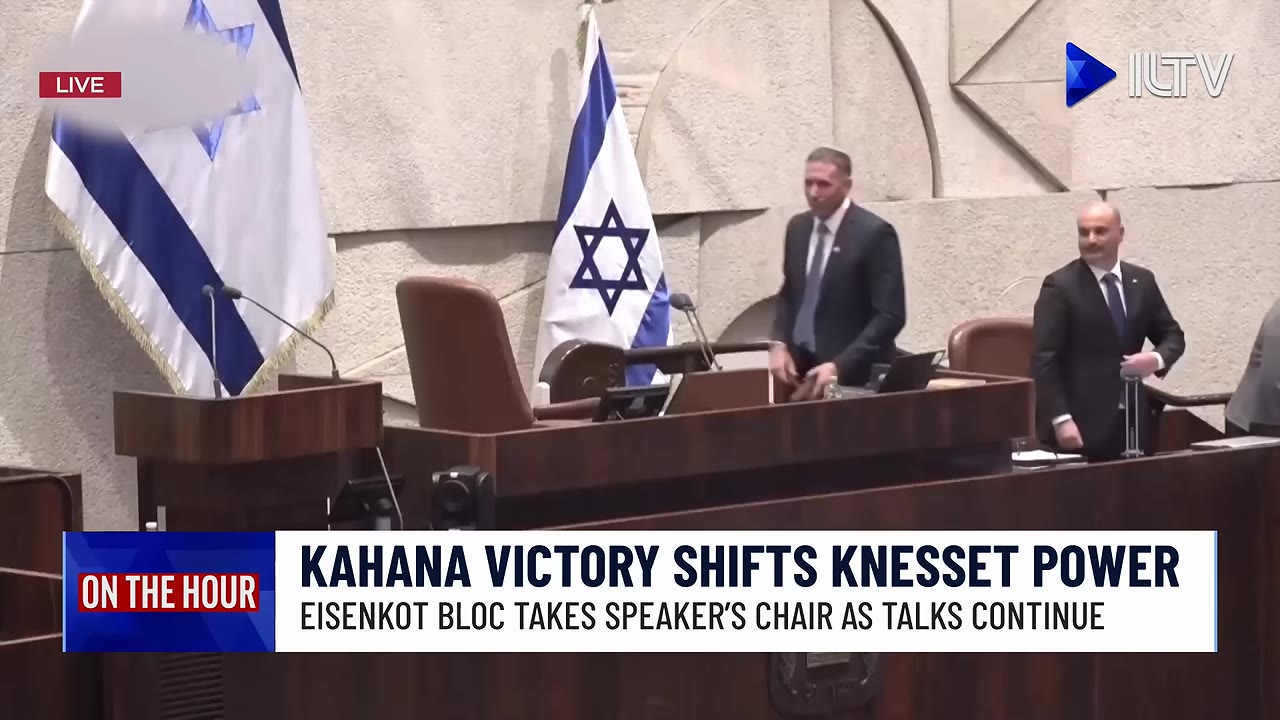 LIVE
ILTV
ON THE HOUR
KAHANA VICTORY SHIFTS KNESSET POWER
EISENKOT BLOC TAKES SPEAKER'S CHAIR AS TALKS CONTINUE